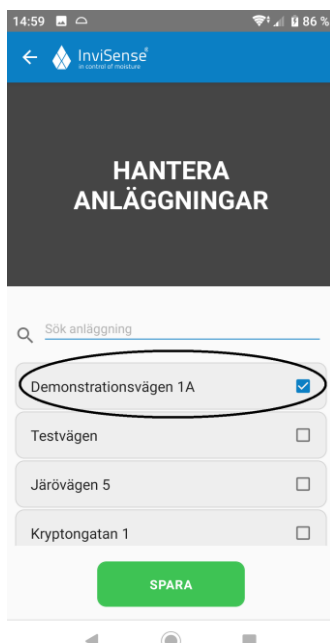 14:59 86 %
InviSense
in control of moisture
HANTERA
ANLÄGGNINGAR
Sök anläggning
Demonstrationsvägen 1A
Testvägen
Järövägen 5
Kryptongatan 1
SPARA